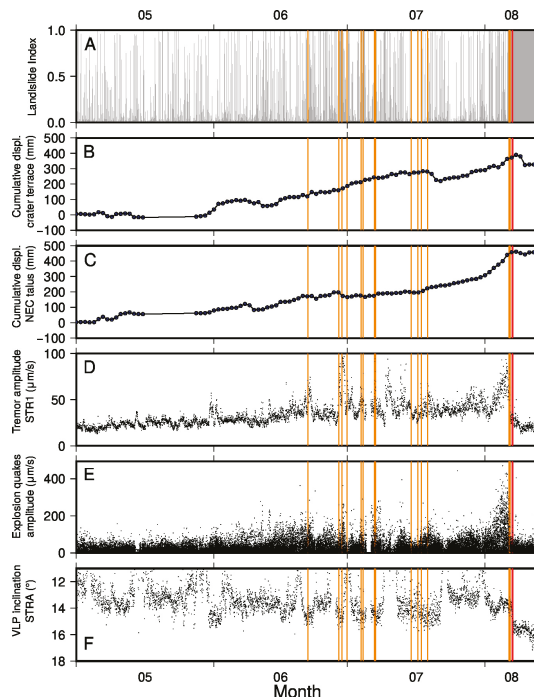 05 06 07 08
A
Landslide Index
1.0
0.5
0.0
B
Cumulative displ.
crater terrace (mm)
500
400
300
200
100
0
−100
C
Cumulative displ.
NEC talus (mm)
500
400
300
200
100
0
−100
D
Tremor amplitude
STR1 (μm/s)
100
50
0
E
Explosion quakes
amplitude (μm/s)
400
200
0
F
VLP Inclination
STRA (°)
12
14
16
18
05 06 07 08
Month